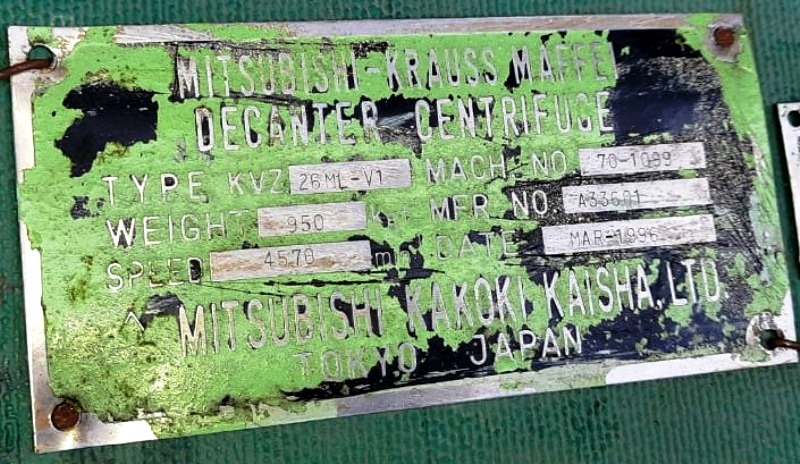 MITSUBISHI-KRAUSS MAFFEI
DECANTER CENTRIFUGE
TYPE KVZ 26ML-V1 MACH. NO 70-1099
WEIGHT 950 MFR NO A33601
SPEED 4570 DATE MAR-1996
MITSUBISHI KAKOKI KAISHA, LTD.
TOKYO JAPAN